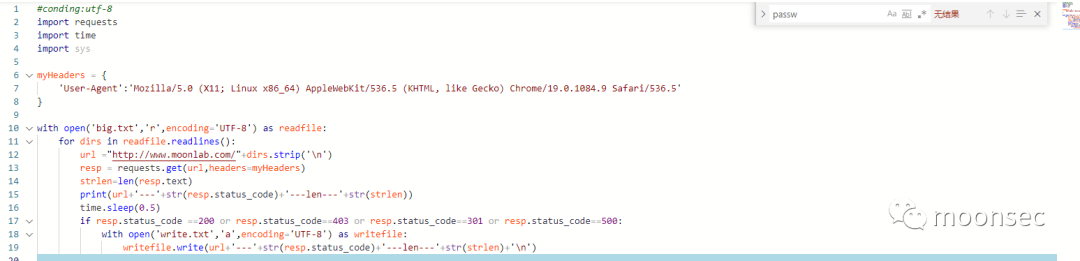 passw
Aa
Ab
.*
无结果
1 #conding:utf-8
2 import requests
3 import time
4 import sys
5
6 myHeaders = {
7     'User-Agent':'Mozilla/5.0 (X11; Linux x86_64) AppleWebKit/536.5 (KHTML, like Gecko) Chrome/19.0.1084.9 Safari/536.5'
8 }
9
10 with open('big.txt','r',encoding='UTF-8') as readfile:
11     for dirs in readfile.readlines():
12         url ="http://www.moonlab.com/"+dirs.strip('\n')
13         resp = requests.get(url,headers=myHeaders)
14         strlen=len(resp.text)
15         print(url+'---'+str(resp.status_code)+'---len---'+str(strlen))
16         time.sleep(0.5)
17         if resp.status_code ==200 or resp.status_code==403 or resp.status_code==301 or resp.status_code==500:
18             with open('write.txt','a',encoding='UTF-8') as writefile:
19                 writefile.write(url+'---'+str(resp.status_code)+'---len---'+str(strlen)+'\n')
20
moonsec